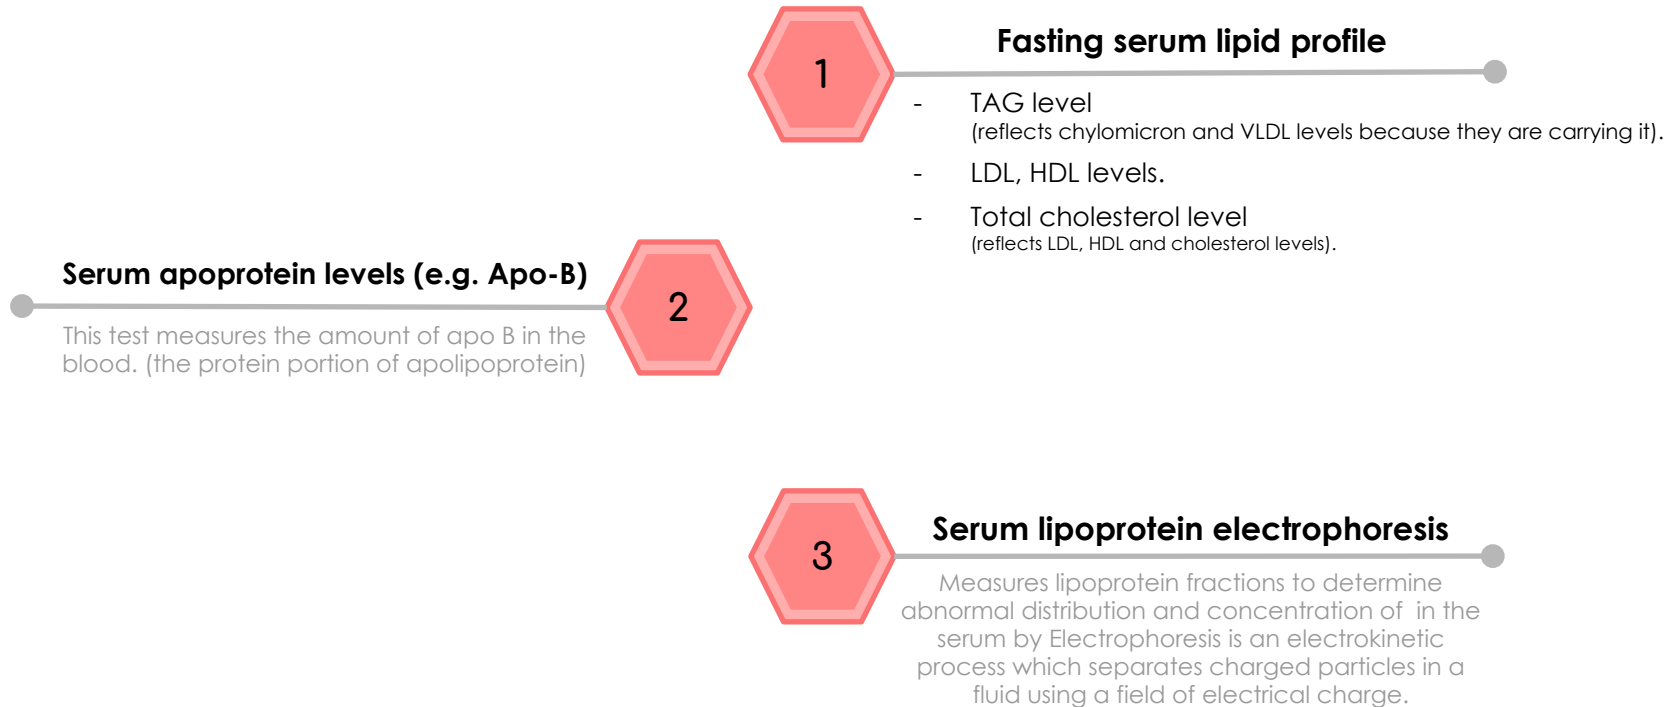 1
Fasting serum lipid profile
- TAG level
(reflects chylomicron and VLDL levels because they are carrying it).
- LDL, HDL levels.
- Total cholesterol level
(reflects LDL, HDL and cholesterol levels).
Serum apoprotein levels (e.g. Apo-B)
2
This test measures the amount of apo B in the
blood. (the protein portion of apolipoprotein)
3
Serum lipoprotein electrophoresis
Measures lipoprotein fractions to determine
abnormal distribution and concentration of  in the
serum by Electrophoresis is an electrokinetic
process which separates charged particles in a
fluid using a field of electrical charge.